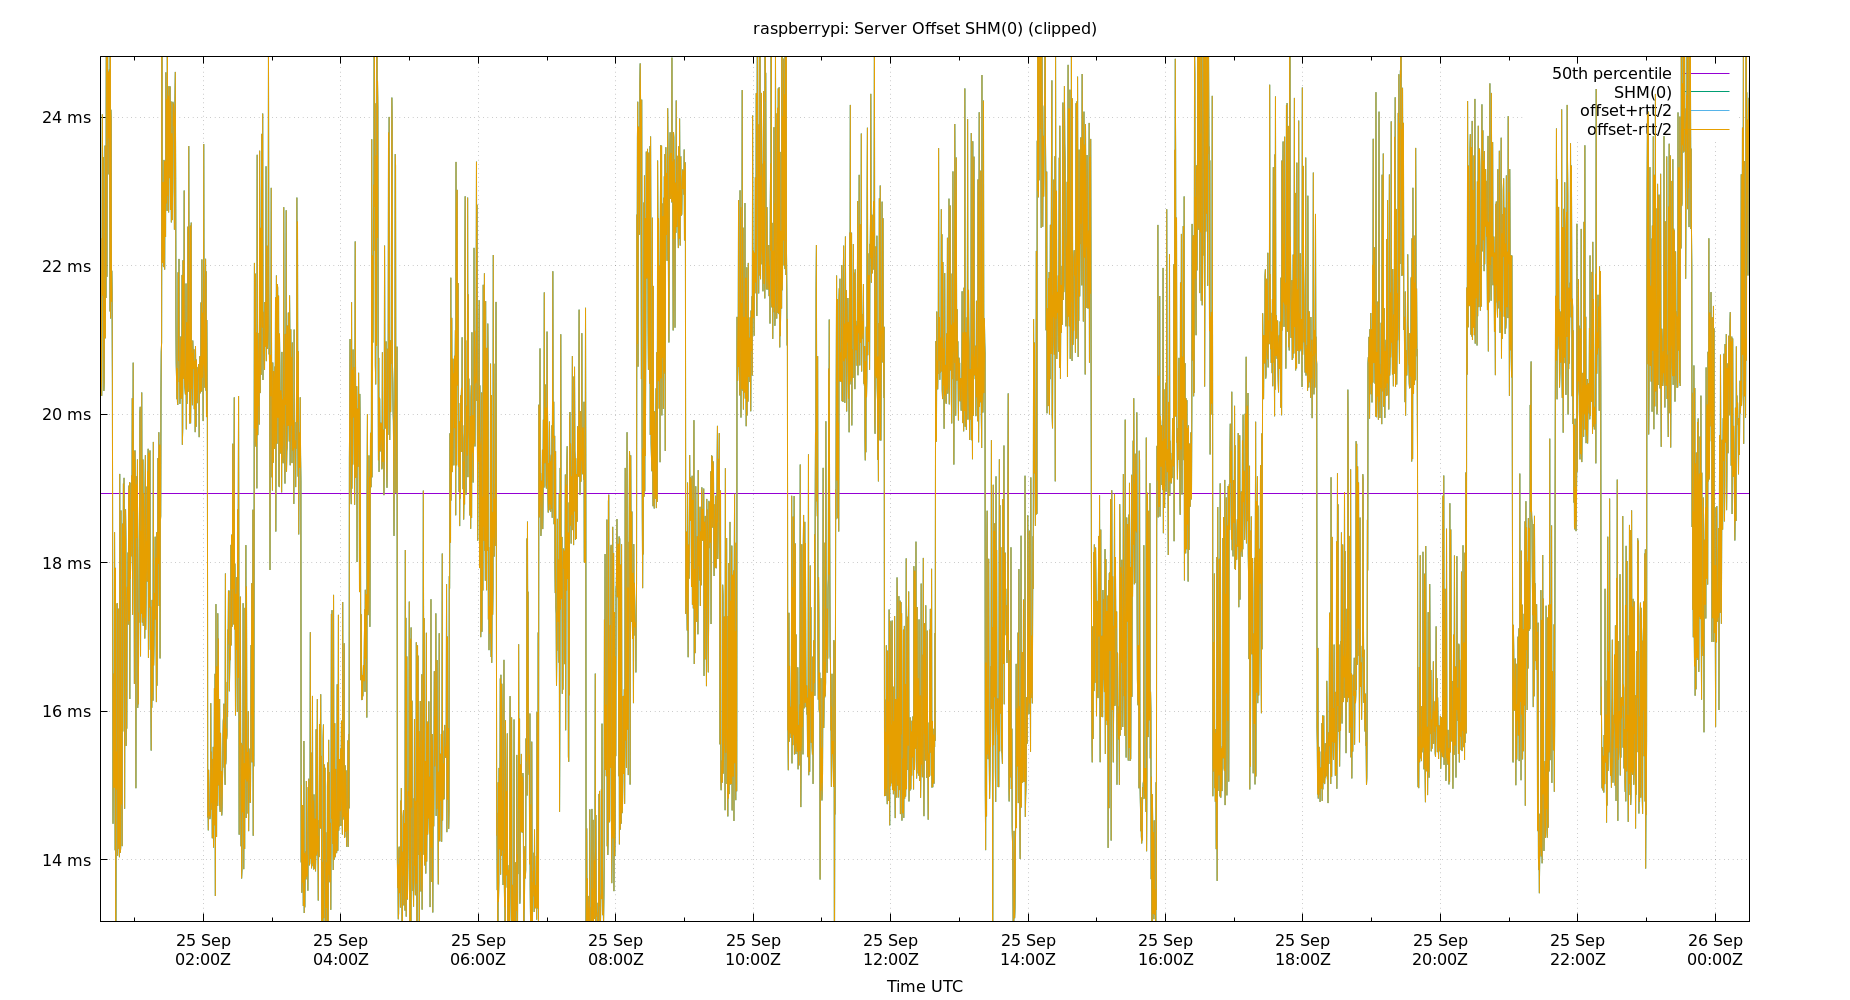 raspberrypi: Server Offset SHM(0) (clipped)
50th percentile
SHM(0)
offset+rtt/2
offset-rtt/2
24 ms
22 ms
20 ms
18 ms
16 ms
14 ms
25 Sep 25 Sep 25 Sep 25 Sep 25 Sep 25 Sep 25 Sep 25 Sep 25 Sep 25 Sep 25 Sep 26 Sep
02:00Z 04:00Z 06:00Z 08:00Z 10:00Z 12:00Z 14:00Z 16:00Z 18:00Z 20:00Z 22:00Z 00:00Z
Time UTC